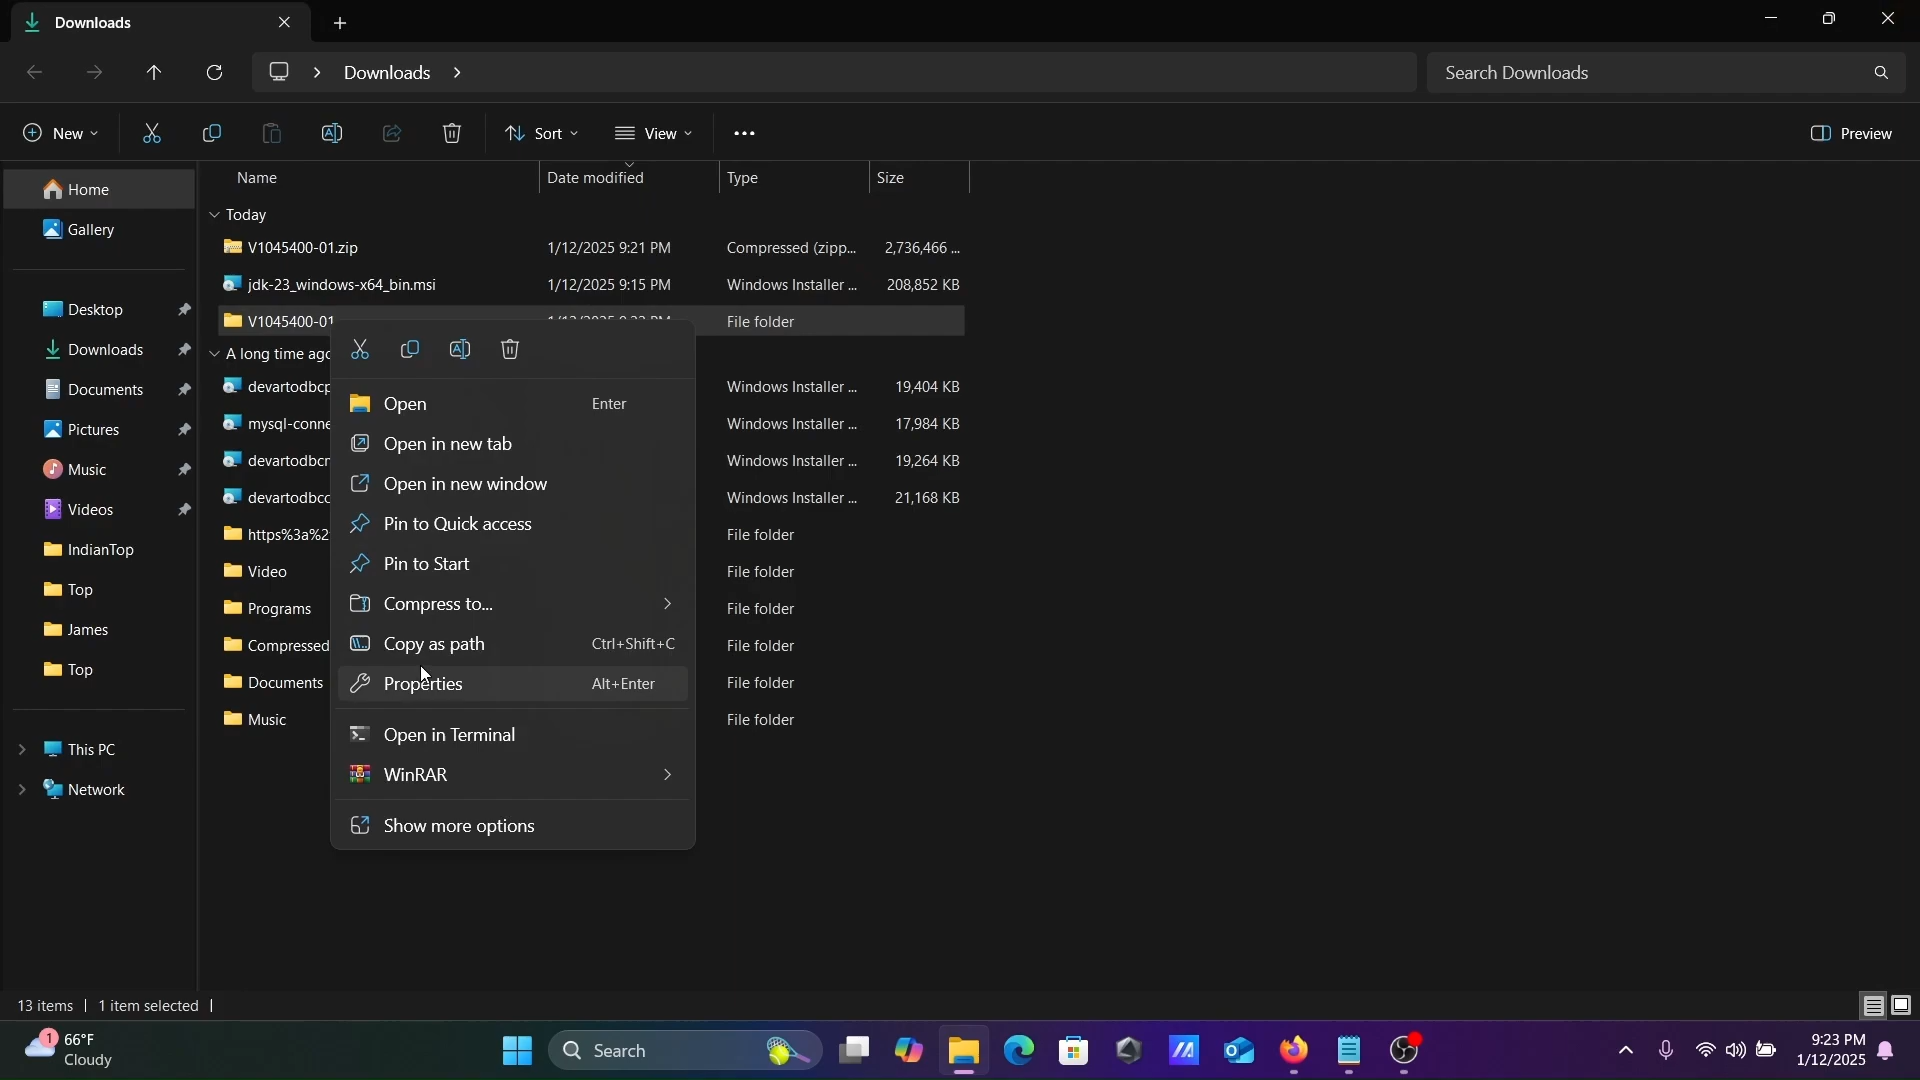 Downloads
Downloads
Search Downloads
New
Sort
View
Preview
Name Date modified Type Size
Home
Gallery
Desktop
Downloads
Documents
Pictures
Music
Videos
IndianTop
Top
James
Top
This PC
Network
Today
V1045400-01.zip 1/12/2025 9:21 PM Compressed (zipp... 2,736,466 ...
jdk-23_windows-x64_bin.msi 1/12/2025 9:15 PM Windows Installer ... 208,852 KB
V1045400-01 File folder
A long time ago
devartodbcp Windows Installer ... 19,404 KB
mysql-conne Windows Installer ... 17,984 KB
devartodbcr Windows Installer ... 19,264 KB
devartodbcc Windows Installer ... 21,168 KB
https%3a%2 File folder
Video File folder
Programs File folder
Compressed File folder
Documents File folder
Music File folder
Open Enter
Open in new tab
Open in new window
Pin to Quick access
Pin to Start
Compress to...
Copy as path Ctrl+Shift+C
Properties Alt+Enter
Open in Terminal
WinRAR
Show more options
13 items 1 item selected
1
66°F
Cloudy
Search
9:23 PM
1/12/2025